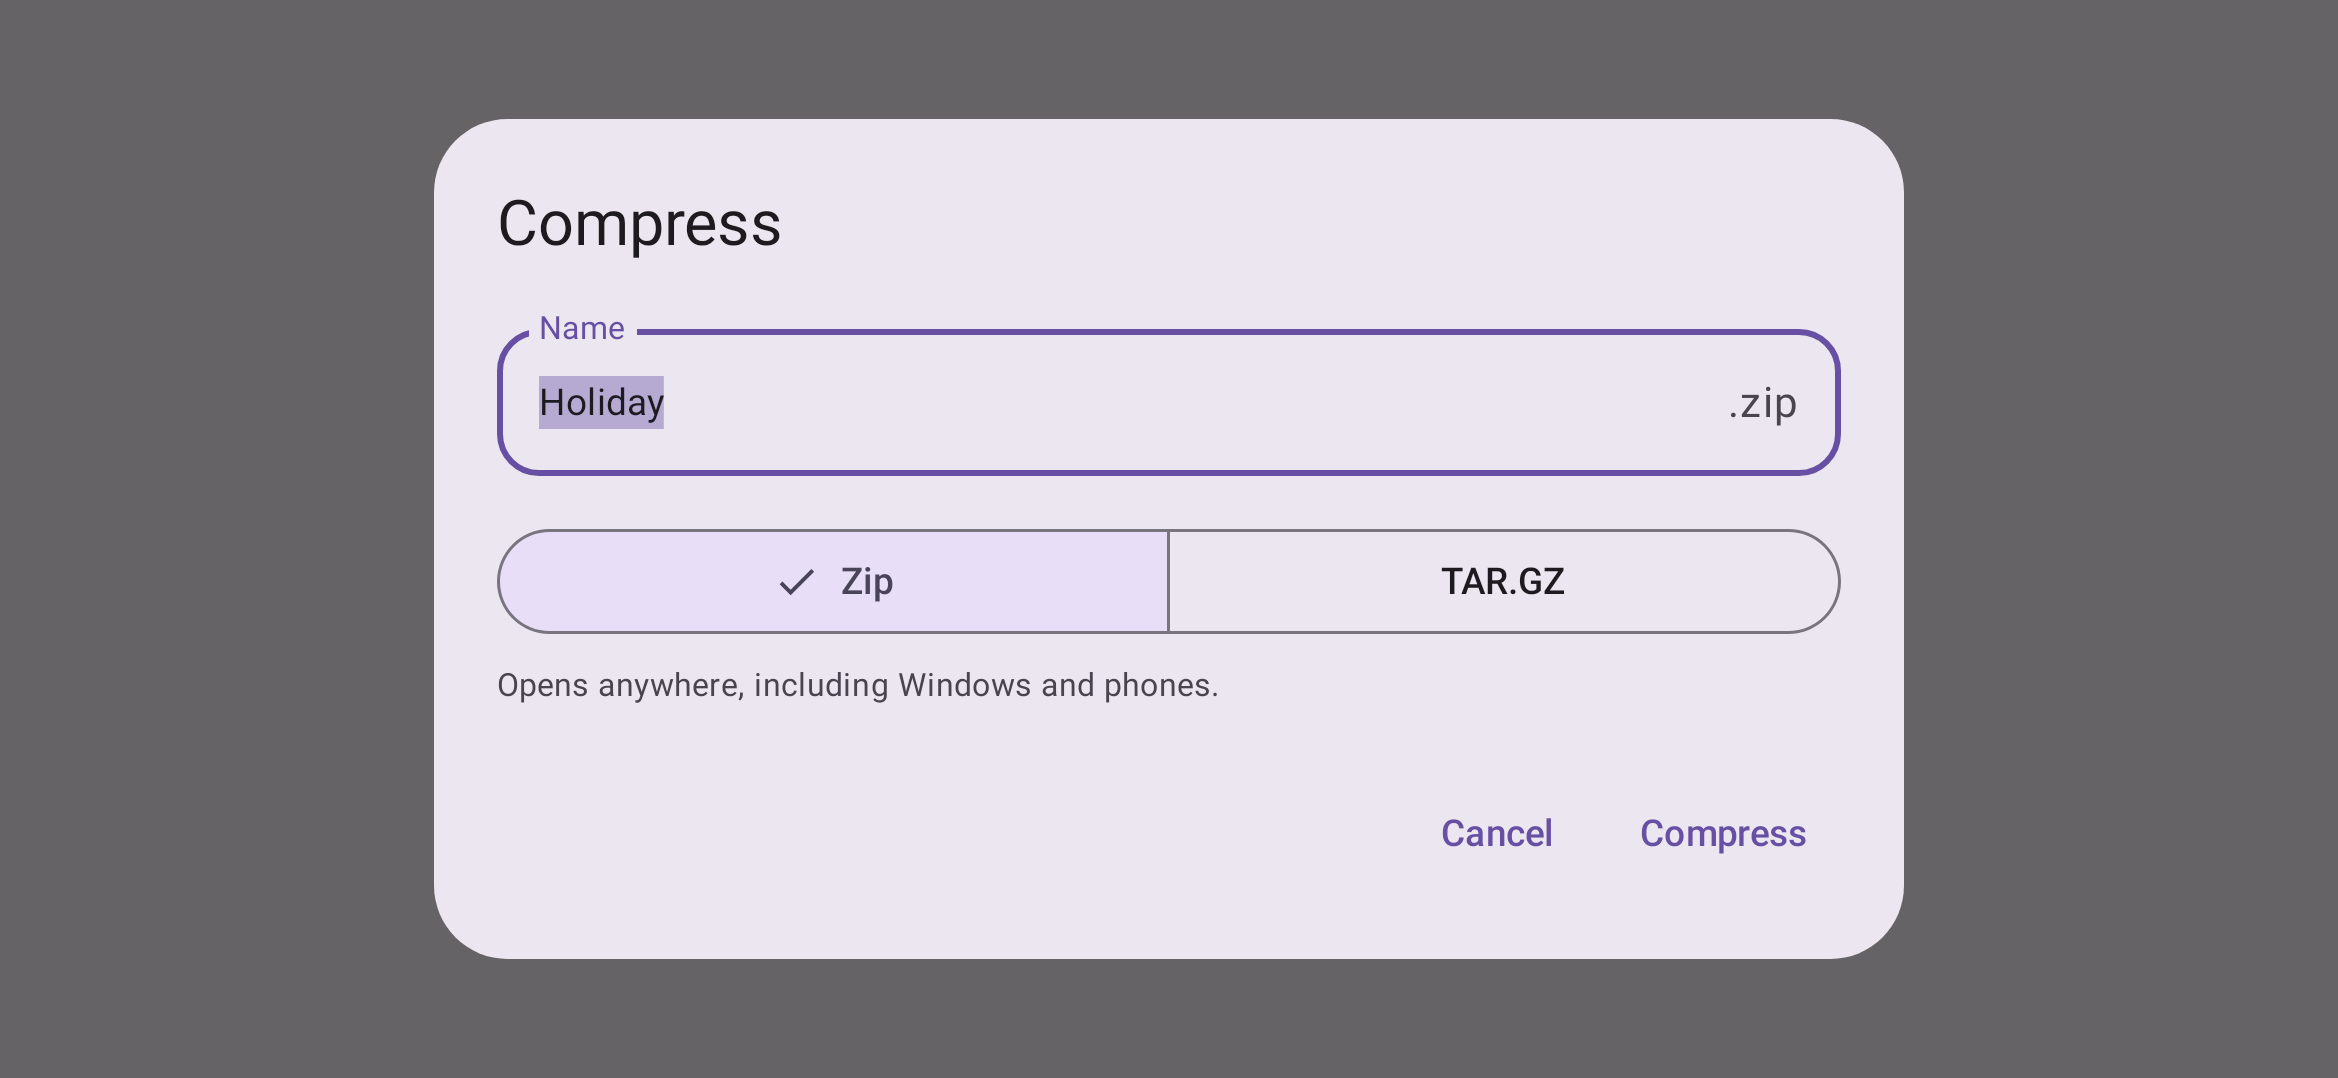 Compress
Name
Holiday .zip
Zip TAR.GZ
Opens anywhere, including Windows and phones.
Cancel Compress